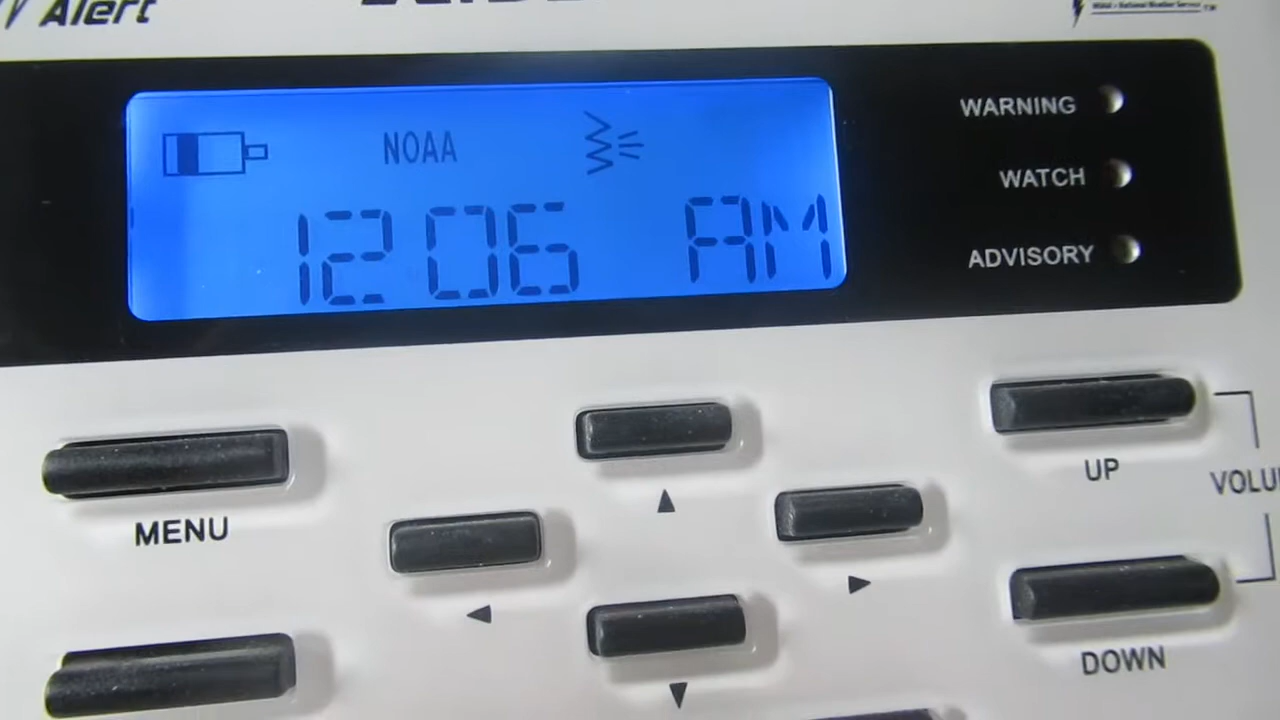 Alert
NOAA
12 06 AM
WARNING
WATCH
ADVISORY
MENU
UP
VOLU
DOWN